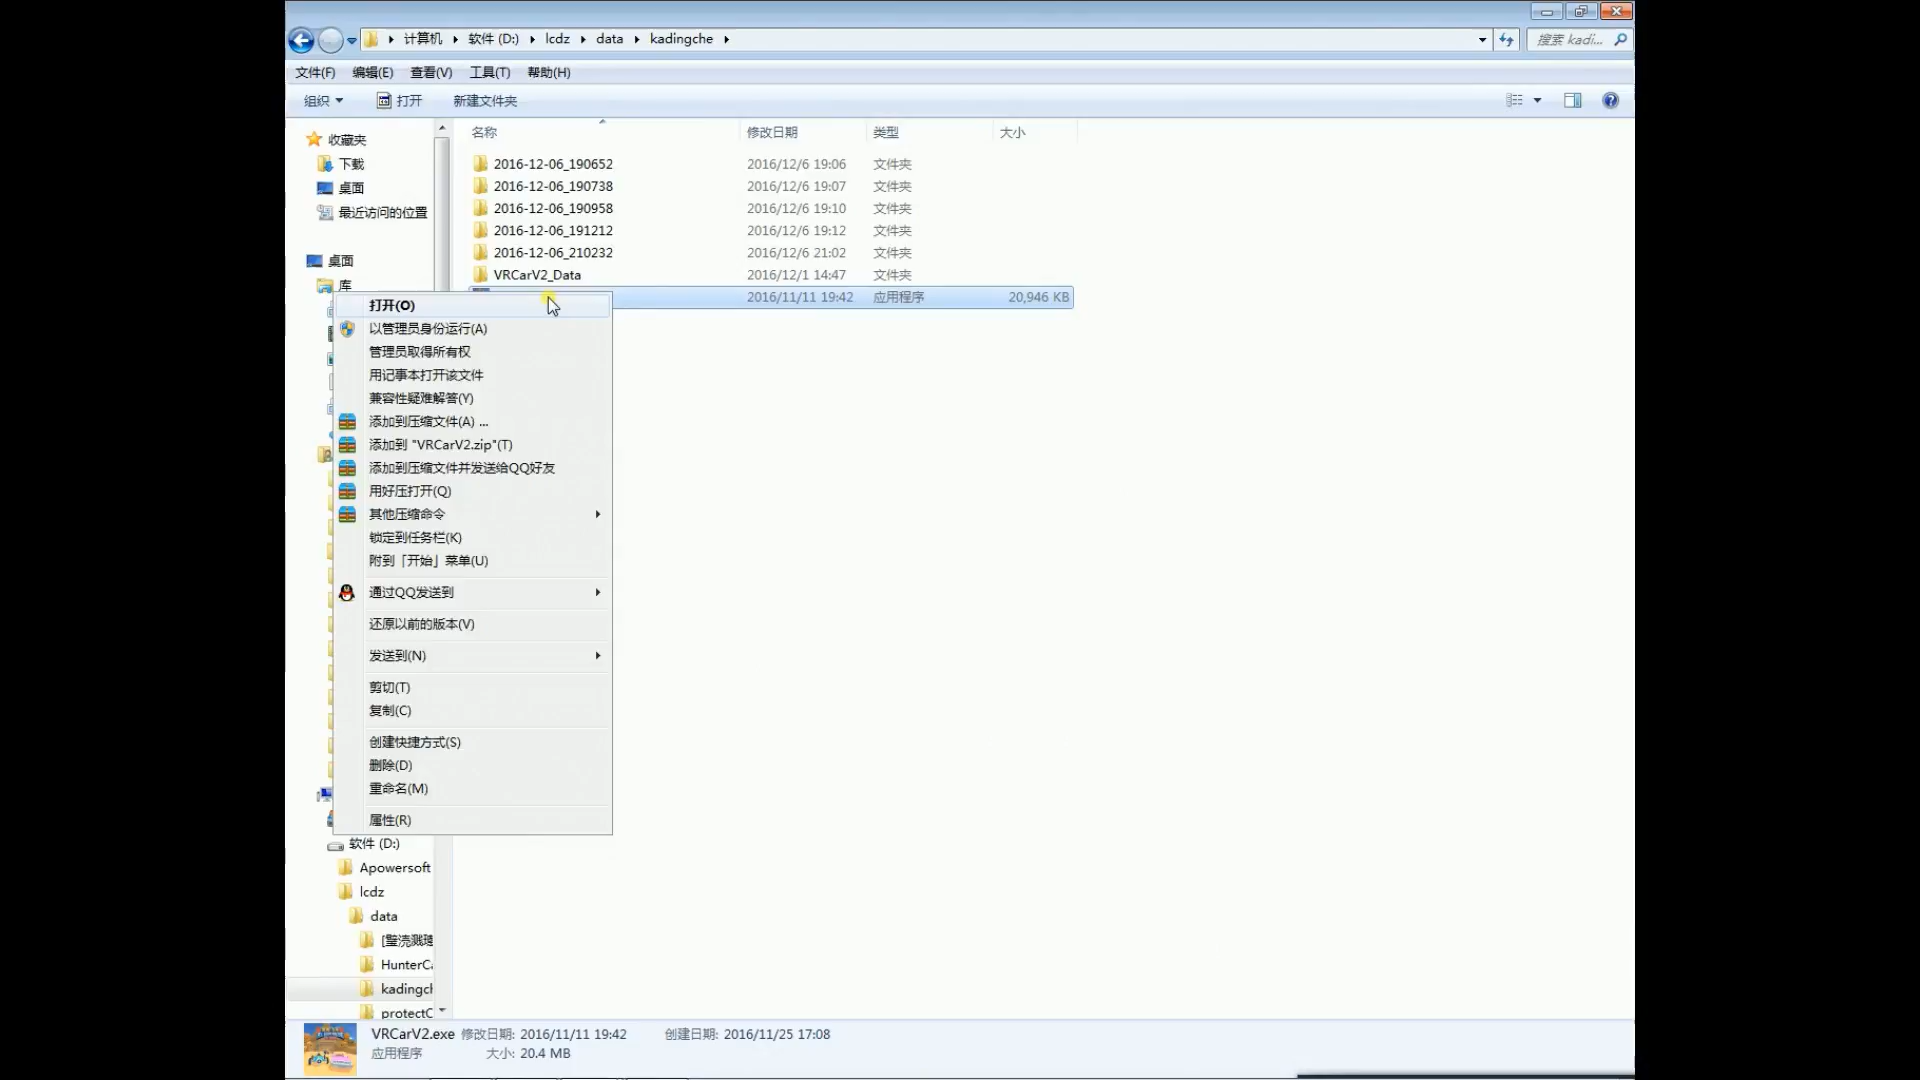 计算机 软件 (D:) lcdz data kadingche
搜索 kadi...
文件(F) 编辑(E) 查看(V) 工具(T) 帮助(H)
组织 打开 新建文件夹
名称 修改日期 类型 大小
收藏夹
下载
桌面
最近访问的位置
桌面
库
2016-12-06_190652 2016/12/6 19:06 文件夹
2016-12-06_190738 2016/12/6 19:07 文件夹
2016-12-06_190958 2016/12/6 19:10 文件夹
2016-12-06_191212 2016/12/6 19:12 文件夹
2016-12-06_210232 2016/12/6 21:02 文件夹
VRCarV2_Data 2016/12/1 14:47 文件夹
2016/11/11 19:42 应用程序 20,946 KB
打开(O)
以管理员身份运行(A)
管理员取得所有权
用记事本打开该文件
兼容性疑难解答(Y)
添加到压缩文件(A) ...
添加到 "VRCarV2.zip"(T)
添加到压缩文件并发送给QQ好友
用好压打开(Q)
其他压缩命令
锁定到任务栏(K)
附到「开始」菜单(U)
通过QQ发送到
还原以前的版本(V)
发送到(N)
剪切(T)
复制(C)
创建快捷方式(S)
删除(D)
重命名(M)
属性(R)
软件 (D:)
Apowersoft
lcdz
data
HunterCa
kadingch
protectC
VRCarV2.exe 修改日期: 2016/11/11 19:42 创建日期: 2016/11/25 17:08
应用程序 大小: 20.4 MB